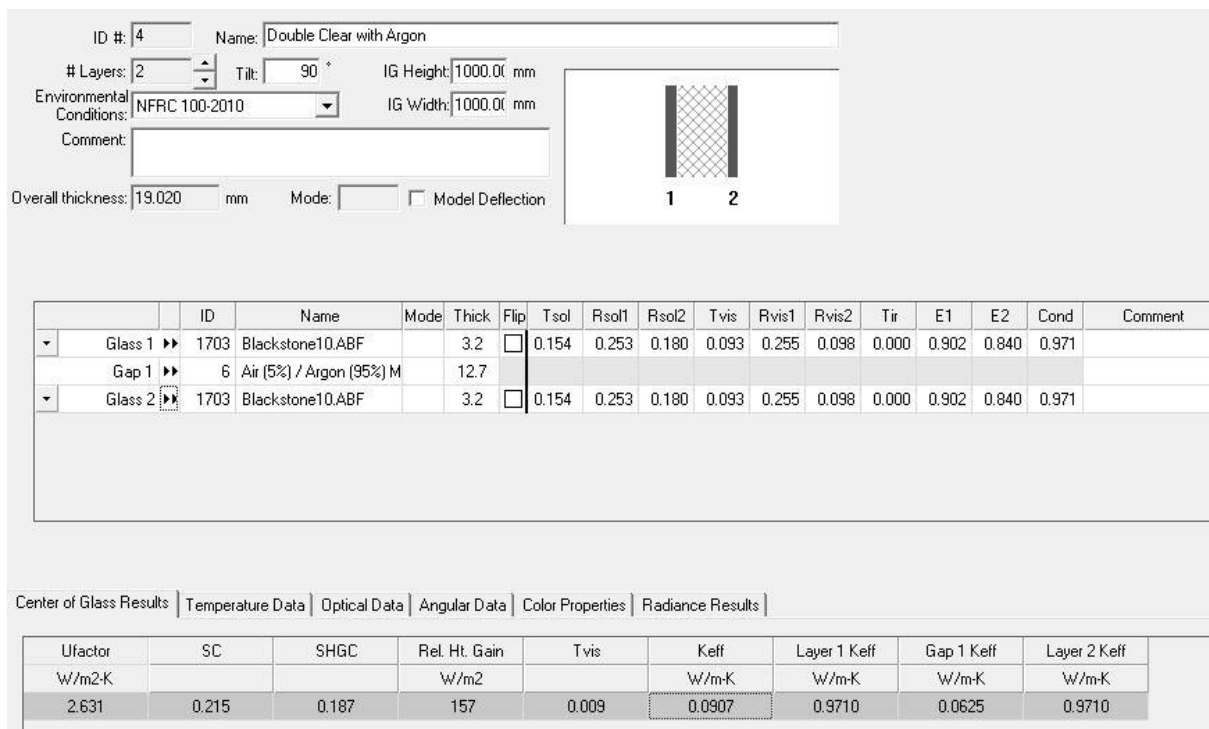 ID #: 4 Name: Double Clear with Argon
# Layers: 2 Tilt: 90 ° IG Height: 1000.0( mm
Environmental Conditions: NFRC 100-2010 IG Width: 1000.0( mm
Comment:
Overall thickness: 19.020 mm Mode: Model Deflection
1 2
ID Name Mode Thick Flip Tsol Rsol1 Rsol2 Tvis Rvis1 Rvis2 Tir E1 E2 Cond Comment
Glass 1 1703 Blackstone10.ABF 3.2 0.154 0.253 0.180 0.093 0.255 0.098 0.000 0.902 0.840 0.971
Gap 1 6 Air (5%) / Argon (95%) M 12.7
Glass 2 1703 Blackstone10.ABF 3.2 0.154 0.253 0.180 0.093 0.255 0.098 0.000 0.902 0.840 0.971
Center of Glass Results Temperature Data Optical Data Angular Data Color Properties Radiance Results
Ufactor SC SHGC Rel. Ht. Gain Tvis Keff Layer 1 Keff Gap 1 Keff Layer 2 Keff
W/m2-K W/m2 W/m-K W/m-K W/m-K W/m-K
2.631 0.215 0.187 157 0.009 0.0907 0.9710 0.0625 0.9710